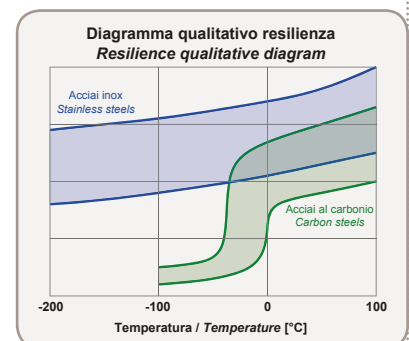 Diagramma qualitativo resilienza
Resilience qualitative diagram
Acciai inox
Stainless steels
Acciai al carbonio
Carbon steels
-200 -100 0 100
Temperatura / Temperature [°C]